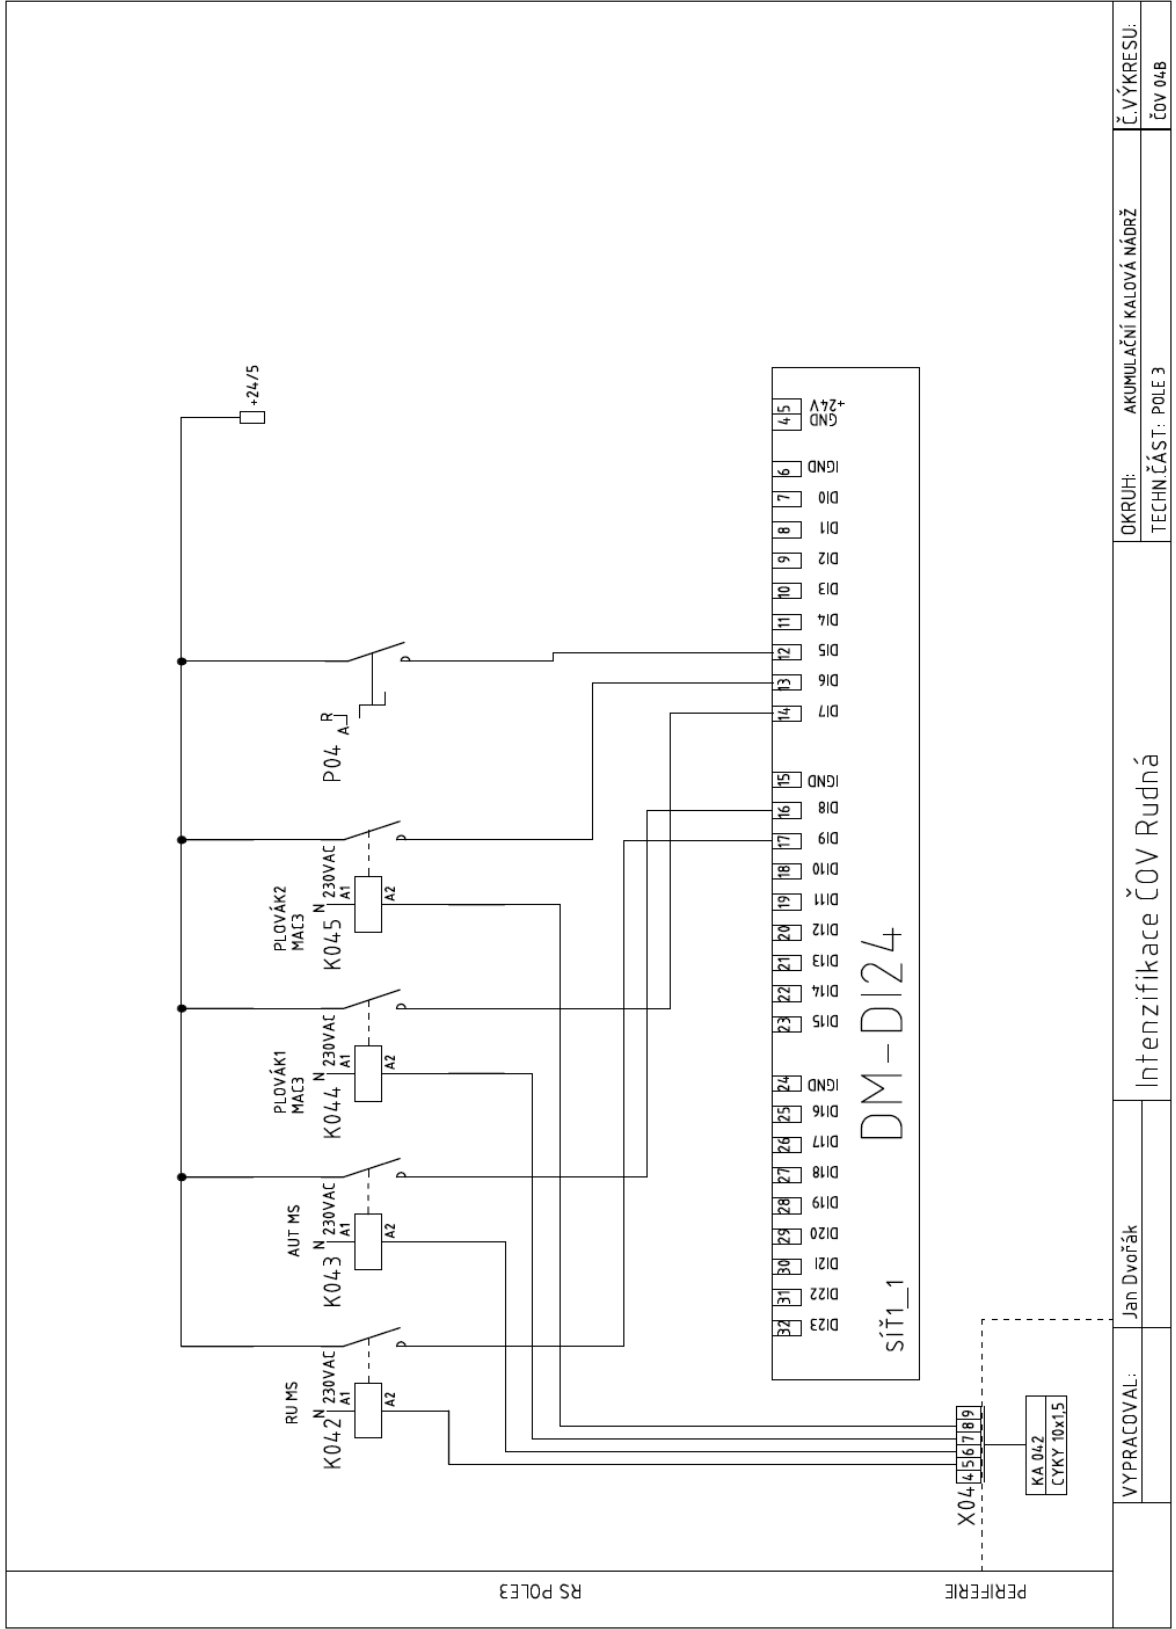 RS POLE3
PERIFERIE
+24/5
RU MS
N 230VAC
A1
K042
A2
AUT MS
N 230VAC
A1
K043
A2
PLOVÁK1
MAC3
N 230VAC
A1
K044
A2
PLOVÁK2
MAC3
N 230VAC
A1
K045
A2
P04
A
R
32 31 30 29 28 27 26 25 24 23 22 21 20 19 18 17 16 15 14 13 12 11 10 9 8 7 6 4 5
DI23 DI22 DI21 DI20 DI19 DI18 DI17 DI16 IGND DI15 DI14 DI13 DI12 DI11 DI10 DI9 DI8 IGND DI7 DI6 DI5 DI4 DI3 DI2 DI1 DI0 IGND GND +24V
SÍŤ1_1
DM-DI24
X04 4 5 6 7 8 9
KA 042
CYKY 10x1,5
VYPRACOVAL:
Jan Dvořák
Intenzifikace ČOV Rudná
OKRUH: AKUMULAČNÍ KALOVÁ NÁDRŽ
TECHN.ČÁST: POLE 3
Č.VÝKRESU:
ČOV 04B